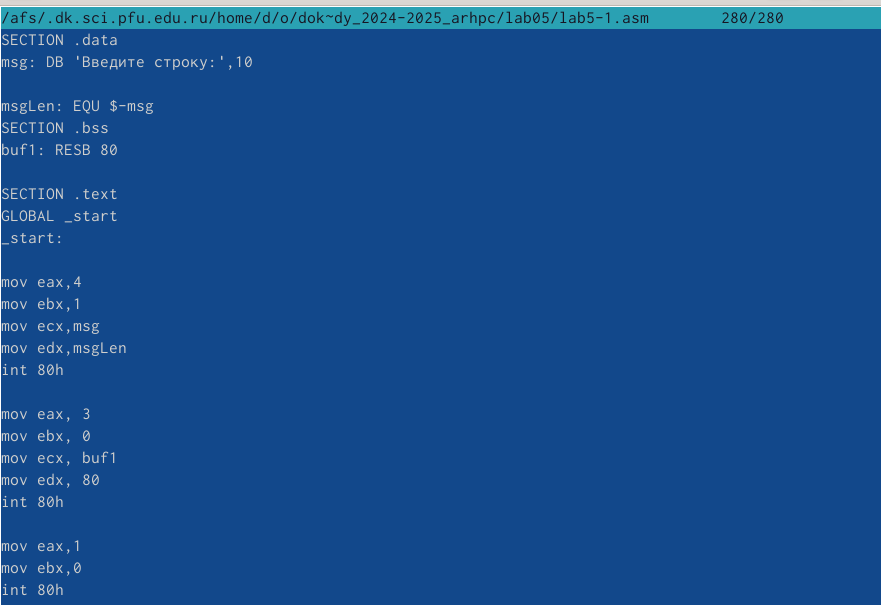 /afs/.dk.sci.pfu.edu.ru/home/d/o/dok~dy_2024-2025_arhpc/lab05/lab5-1.asm 280/280
SECTION .data
msg: DB 'Введите строку:',10
msgLen: EQU $-msg
SECTION .bss
buf1: RESB 80
SECTION .text
GLOBAL _start
_start:
mov eax,4
mov ebx,1
mov ecx,msg
mov edx,msgLen
int 80h
mov eax, 3
mov ebx, 0
mov ecx, buf1
mov edx, 80
int 80h
mov eax,1
mov ebx,0
int 80h